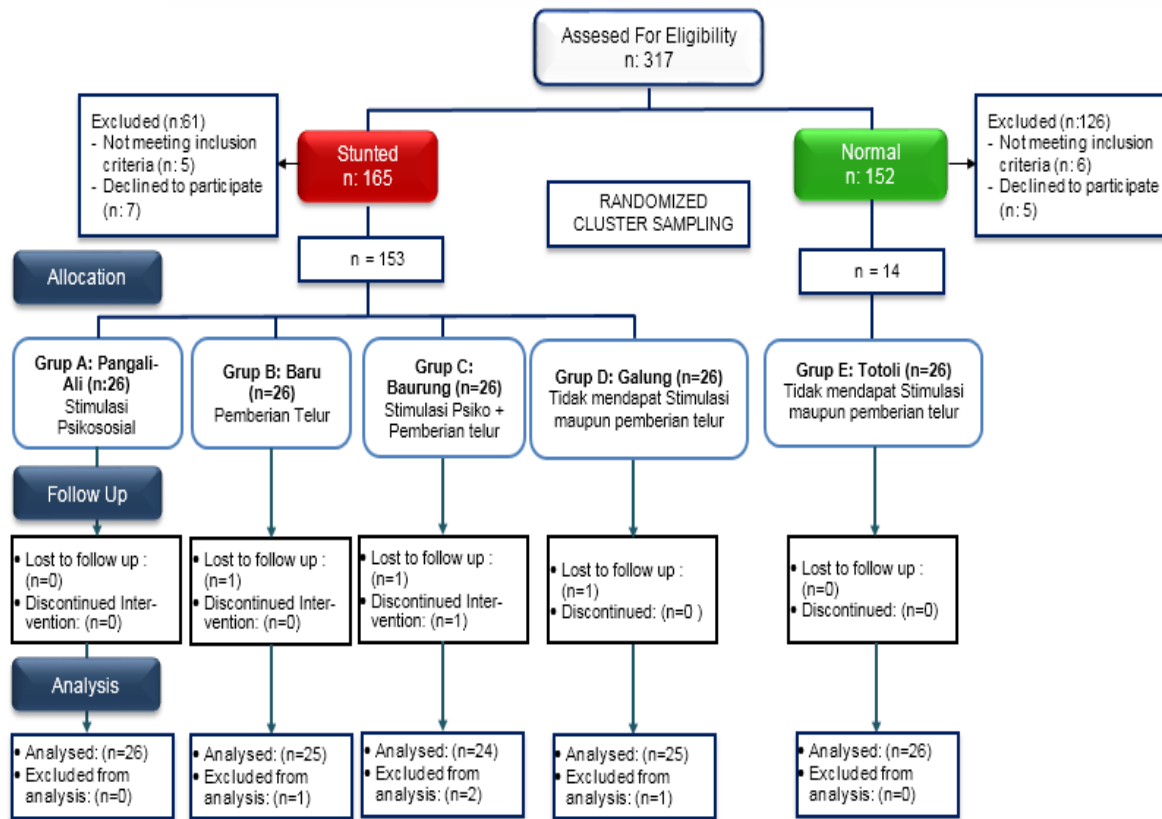 Assesed For Eligibility
n: 317
Excluded (n:61)
- Not meeting inclusion
criteria (n: 5)
- Declined to participate
(n: 7)
Stunted
n: 165
RANDOMIZED
CLUSTER SAMPLING
Normal
n: 152
Excluded (n:126)
- Not meeting inclusion
criteria (n: 6)
- Declined to participate
(n: 5)
n = 153
n = 14
Allocation
Grup A: Pangali-
Ali (n:26)
Stimulasi
Psikososial
Grup B: Baru
(n=26)
Pemberian Telur
Grup C:
Baurung (n=26)
Stimulasi Psiko +
Pemberian telur
Grup D: Galung (n=26)
Tidak mendapat Stimulasi
maupun pemberian telur
Grup E: Totoli (n=26)
Tidak mendapat Stimulasi
maupun pemberian telur
Follow Up
• Lost to follow up :
(n=0)
• Discontinued Inter-
vention: (n=0)
• Lost to follow up :
(n=1)
• Discontinued Inter-
vention: (n=0)
• Lost to follow up :
(n=1)
• Discontinued Inter-
vention: (n=1)
• Lost to follow up :
(n=1)
• Discontinued: (n=0 )
• Lost to follow up :
(n=0)
• Discontinued: (n=0)
Analysis
• Analysed: (n=26)
• Excluded from
analysis: (n=0)
• Analysed: (n=25)
• Excluded from
analysis: (n=1)
• Analysed: (n=24)
• Excluded from
analysis: (n=2)
• Analysed: (n=25)
• Excluded from
analysis: (n=1)
• Analysed: (n=26)
• Excluded from
analysis: (n=0)